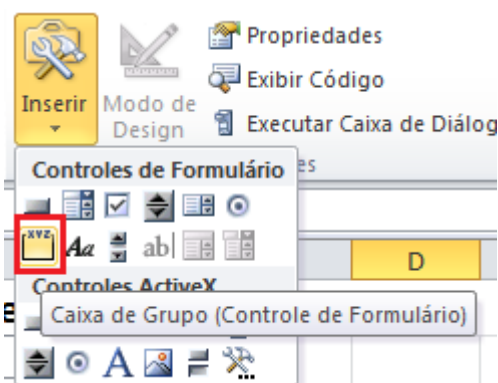 Propriedades
Exibir Código
Inserir Modo de Design
Executar Caixa de Diálog
Controles de Formulário
es
XYZ
Aa
ab|
D
Controles ActiveX
Caixa de Grupo (Controle de Formulário)
A